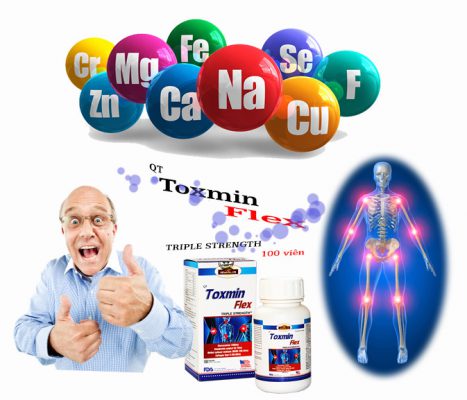 Cr
Mg
Fe
Se
F
Zn
Ca
Na
Cu
QT
Toxmin
Flex
TRIPLE STRENGTH
100 viên
Toxmin
Flex
TRIPLE STRENGTH
FDA
Toxmin
Flex